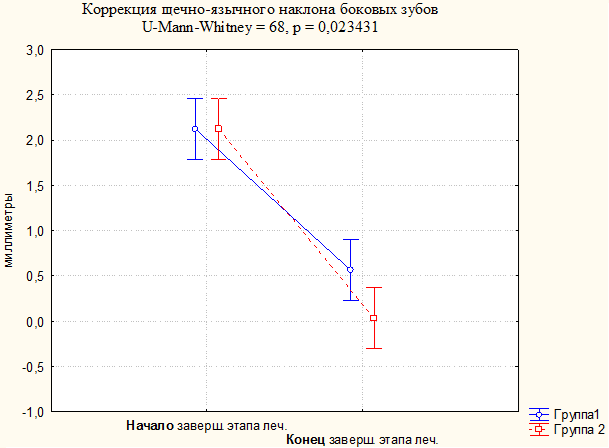 Коррекция щечно-язычного наклона боковых зубов
U-Mann-Whitney = 68, p = 0,023431
3,0
2,5
2,0
1,5
1,0
0,5
0,0
-0,5
-1,0
миллиметры
Начало заверш. этапа леч.
Конец заверш. этапа леч.
Группа1
Группа 2